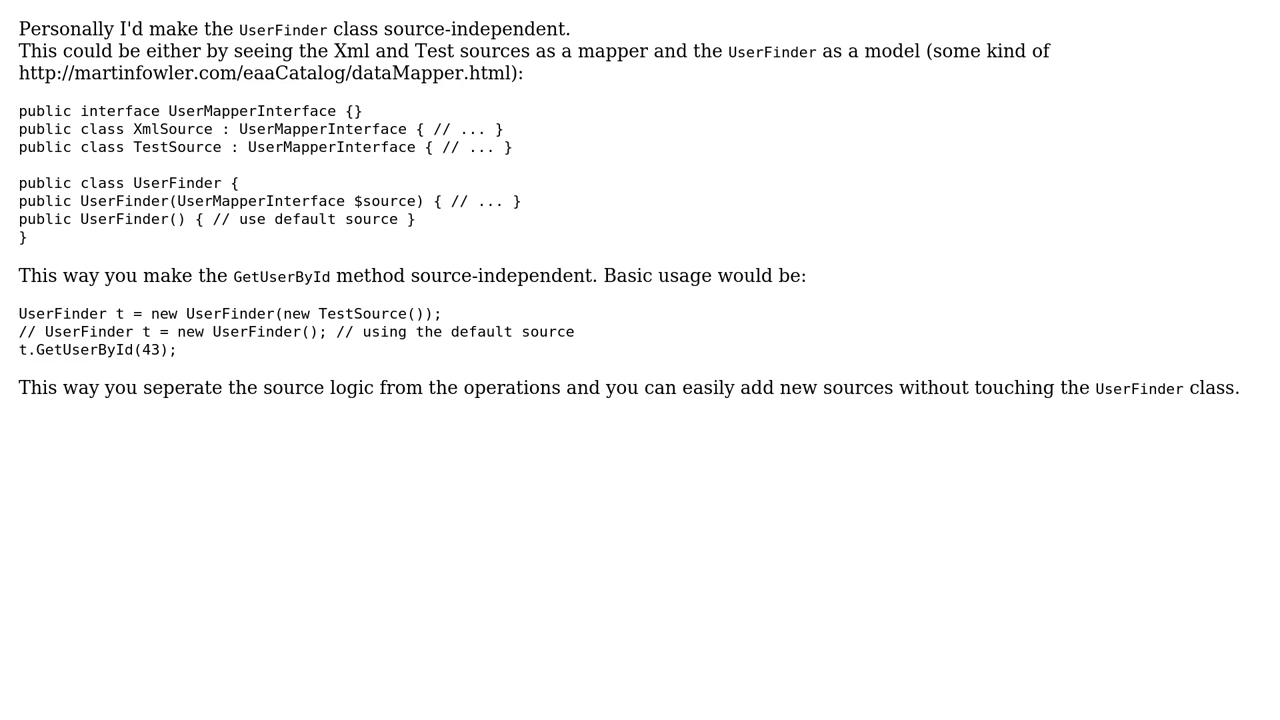 Personally I'd make the UserFinder class source-independent.
This could be either by seeing the Xml and Test sources as a mapper and the UserFinder as a model (some kind of
http://martinfowler.com/eaaCatalog/dataMapper.html):
public interface UserMapperInterface {}
public class XmlSource : UserMapperInterface { // ... }
public class TestSource : UserMapperInterface { // ... }
public class UserFinder {
public UserFinder(UserMapperInterface $source) { // ... }
public UserFinder() { // use default source }
}
This way you make the GetUserById method source-independent. Basic usage would be:
UserFinder t = new UserFinder(new TestSource());
// UserFinder t = new UserFinder(); // using the default source
t.GetUserById(43);
This way you seperate the source logic from the operations and you can easily add new sources without touching the UserFinder class.